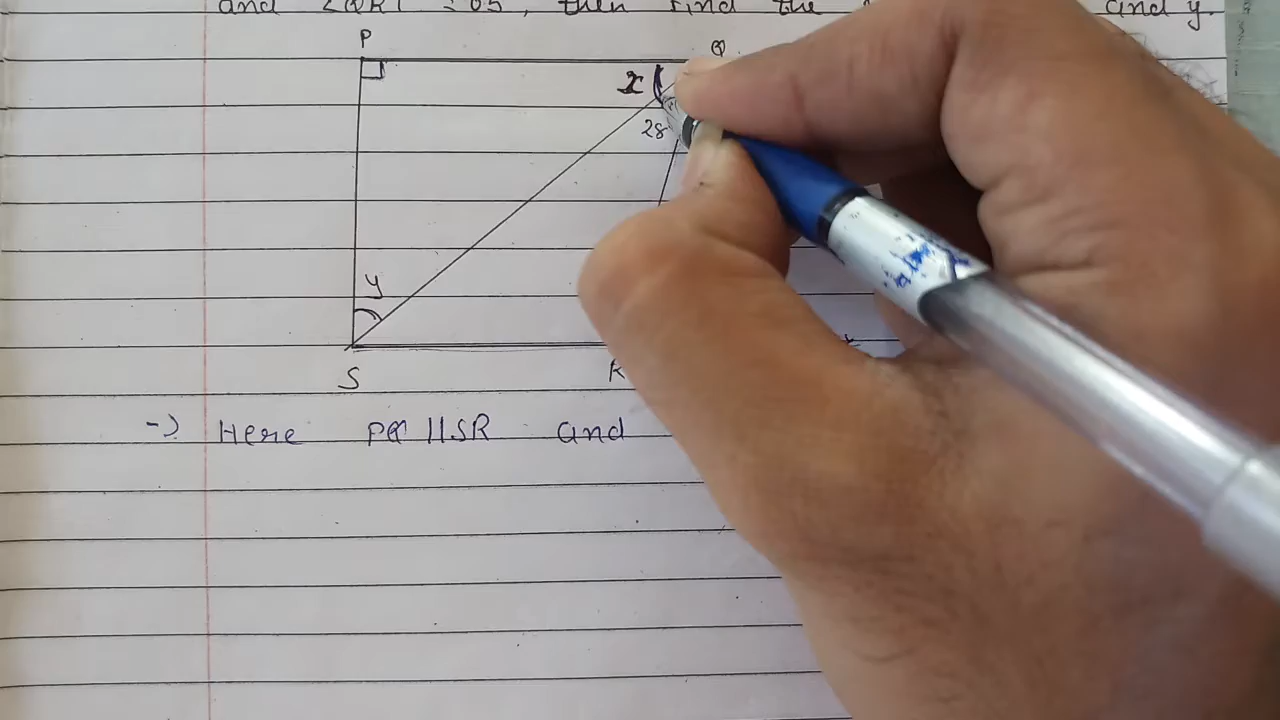 and ∠QRT = 65°, then find the and y.
P
Q
x
28
y
S
R
→ Here PQ || SR and